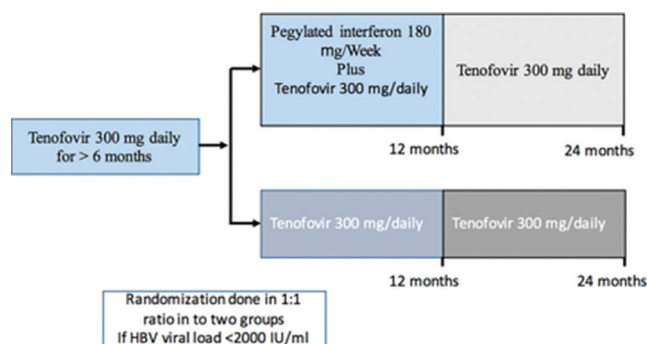 Pegylated interferon 180
mg/Week
Plus
Tenofovir 300 mg/daily
Tenofovir 300 mg daily
12 months
24 months
Tenofovir 300 mg daily
for > 6 months
Tenofovir 300 mg/daily
Tenofovir 300 mg/daily
12 months
24 months
Randomization done in 1:1
ratio in to two groups
If HBV viral load <2000 IU/ml